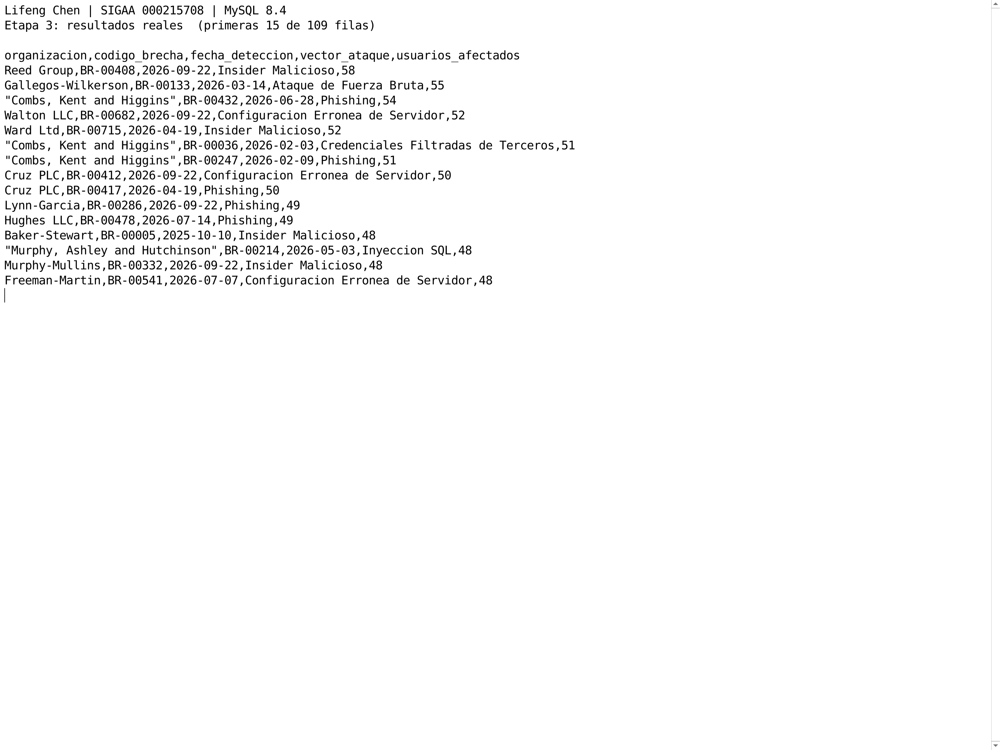 Lifeng Chen | SIGAA 000215708 | MySQL 8.4
Etapa 3: resultados reales  (primeras 15 de 109 filas)
organizacion,codigo_brecha,fecha_deteccion,vector_ataque,usuarios_afectados
Reed Group,BR-00408,2026-09-22,Insider Malicioso,58
Gallegos-Wilkerson,BR-00133,2026-03-14,Ataque de Fuerza Bruta,55
"Combs, Kent and Higgins",BR-00432,2026-06-28,Phishing,54
Walton LLC,BR-00682,2026-09-22,Configuracion Erronea de Servidor,52
Ward Ltd,BR-00715,2026-04-19,Insider Malicioso,52
"Combs, Kent and Higgins",BR-00036,2026-02-03,Credenciales Filtradas de Terceros,51
"Combs, Kent and Higgins",BR-00247,2026-02-09,Phishing,51
Cruz PLC,BR-00412,2026-09-22,Configuracion Erronea de Servidor,50
Cruz PLC,BR-00417,2026-04-19,Phishing,50
Lynn-Garcia,BR-00286,2026-09-22,Phishing,49
Hughes LLC,BR-00478,2026-07-14,Phishing,49
Baker-Stewart,BR-00005,2025-10-10,Insider Malicioso,48
"Murphy, Ashley and Hutchinson",BR-00214,2026-05-03,Inyeccion SQL,48
Murphy-Mullins,BR-00332,2026-09-22,Insider Malicioso,48
Freeman-Martin,BR-00541,2026-07-07,Configuracion Erronea de Servidor,48